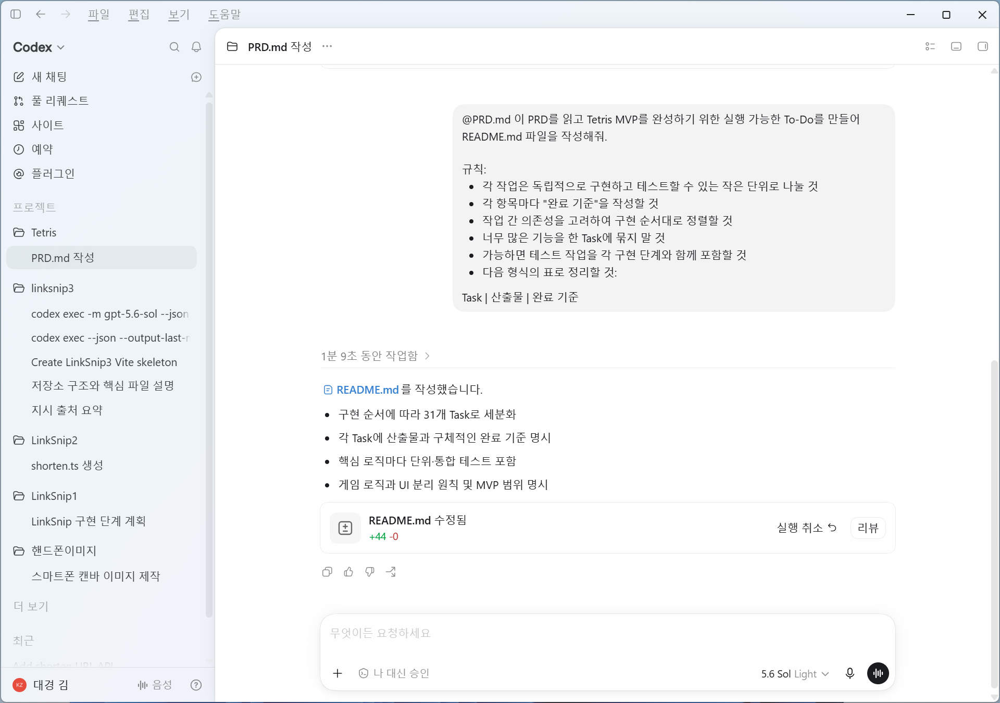 파일 편집 보기 도움말
Codex
새 채팅
풀 리퀘스트
사이트
예약
플러그인
프로젝트
Tetris
PRD.md 작성
linksnip3
codex exec -m gpt-5.6-sol --json
codex exec --json --output-last-
Create LinkSnip3 Vite skeleton
저장소 구조와 핵심 파일 설명
지시 출처 요약
LinkSnip2
shorten.ts 생성
LinkSnip1
LinkSnip 구현 단계 계획
핸드폰이미지
스마트폰 캔바 이미지 제작
더 보기
최근
Add shorten URL API
KZ 대경 김 음성
PRD.md 작성
@PRD.md 이 PRD를 읽고 Tetris MVP를 완성하기 위한 실행 가능한 To-Do를 만들어
README.md 파일을 작성해줘.
규칙:
• 각 작업은 독립적으로 구현하고 테스트할 수 있는 작은 단위로 나눌 것
• 각 항목마다 "완료 기준"을 작성할 것
• 작업 간 의존성을 고려하여 구현 순서대로 정렬할 것
• 너무 많은 기능을 한 Task에 묶지 말 것
• 가능하면 테스트 작업을 각 구현 단계와 함께 포함할 것
• 다음 형식의 표로 정리할 것:
Task | 산출물 | 완료 기준
1분 9초 동안 작업함
README.md 를 작성했습니다.
• 구현 순서에 따라 31개 Task로 세분화
• 각 Task에 산출물과 구체적인 완료 기준 명시
• 핵심 로직마다 단위·통합 테스트 포함
• 게임 로직과 UI 분리 원칙 및 MVP 범위 명시
README.md 수정됨
+44 -0
실행 취소 리뷰
무엇이든 요청하세요
나 대신 승인 5.6 Sol Light